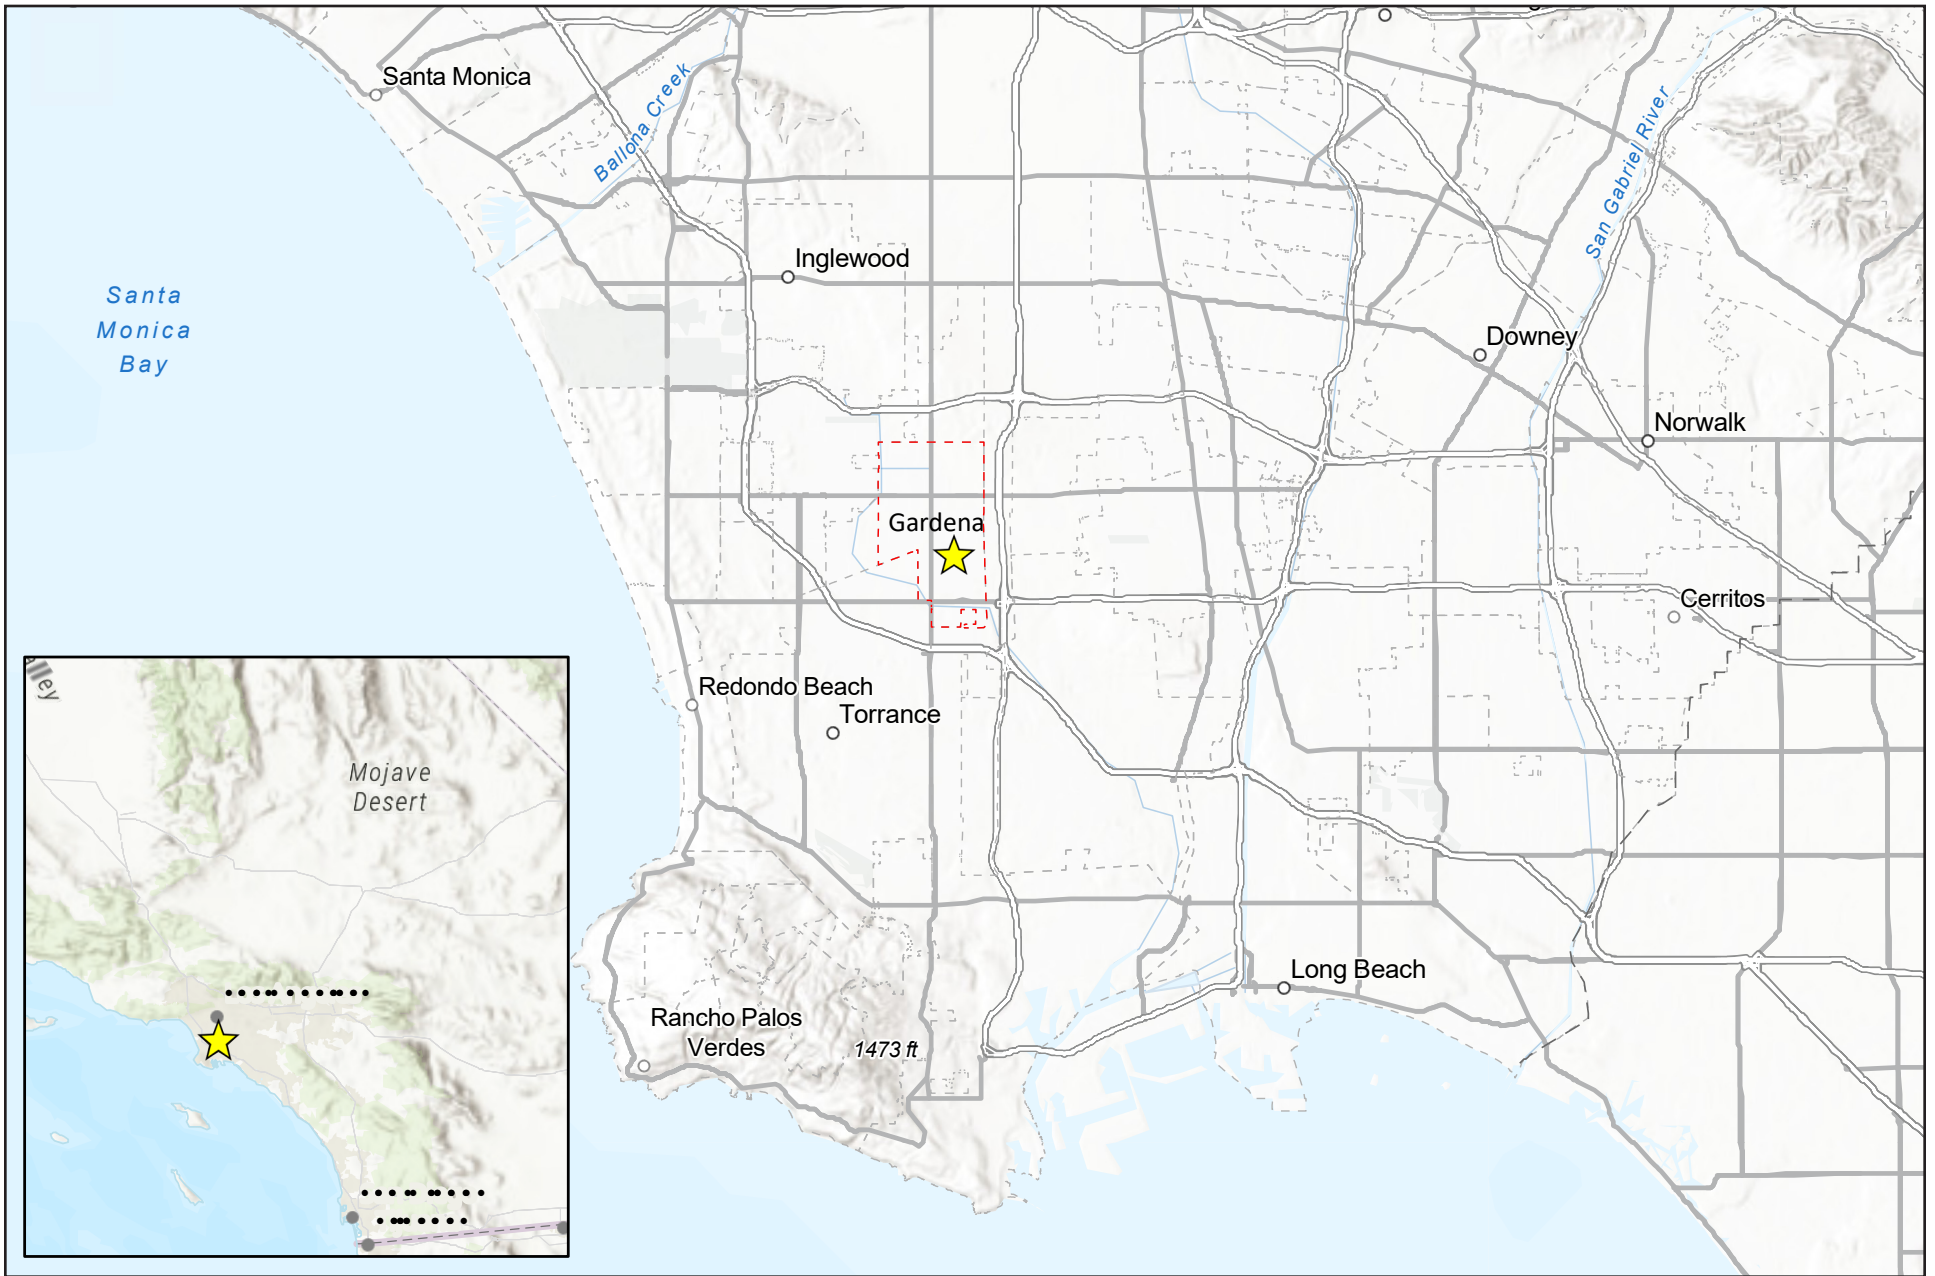 Santa Monica
Ballona Creek
San Gabriel River
Inglewood
Santa
Monica
Bay
Downey
Norwalk
Gardena
Cerritos
Redondo Beach
Torrance
alley
Mojave
Desert
Long Beach
Rancho Palos
Verdes
1473 ft